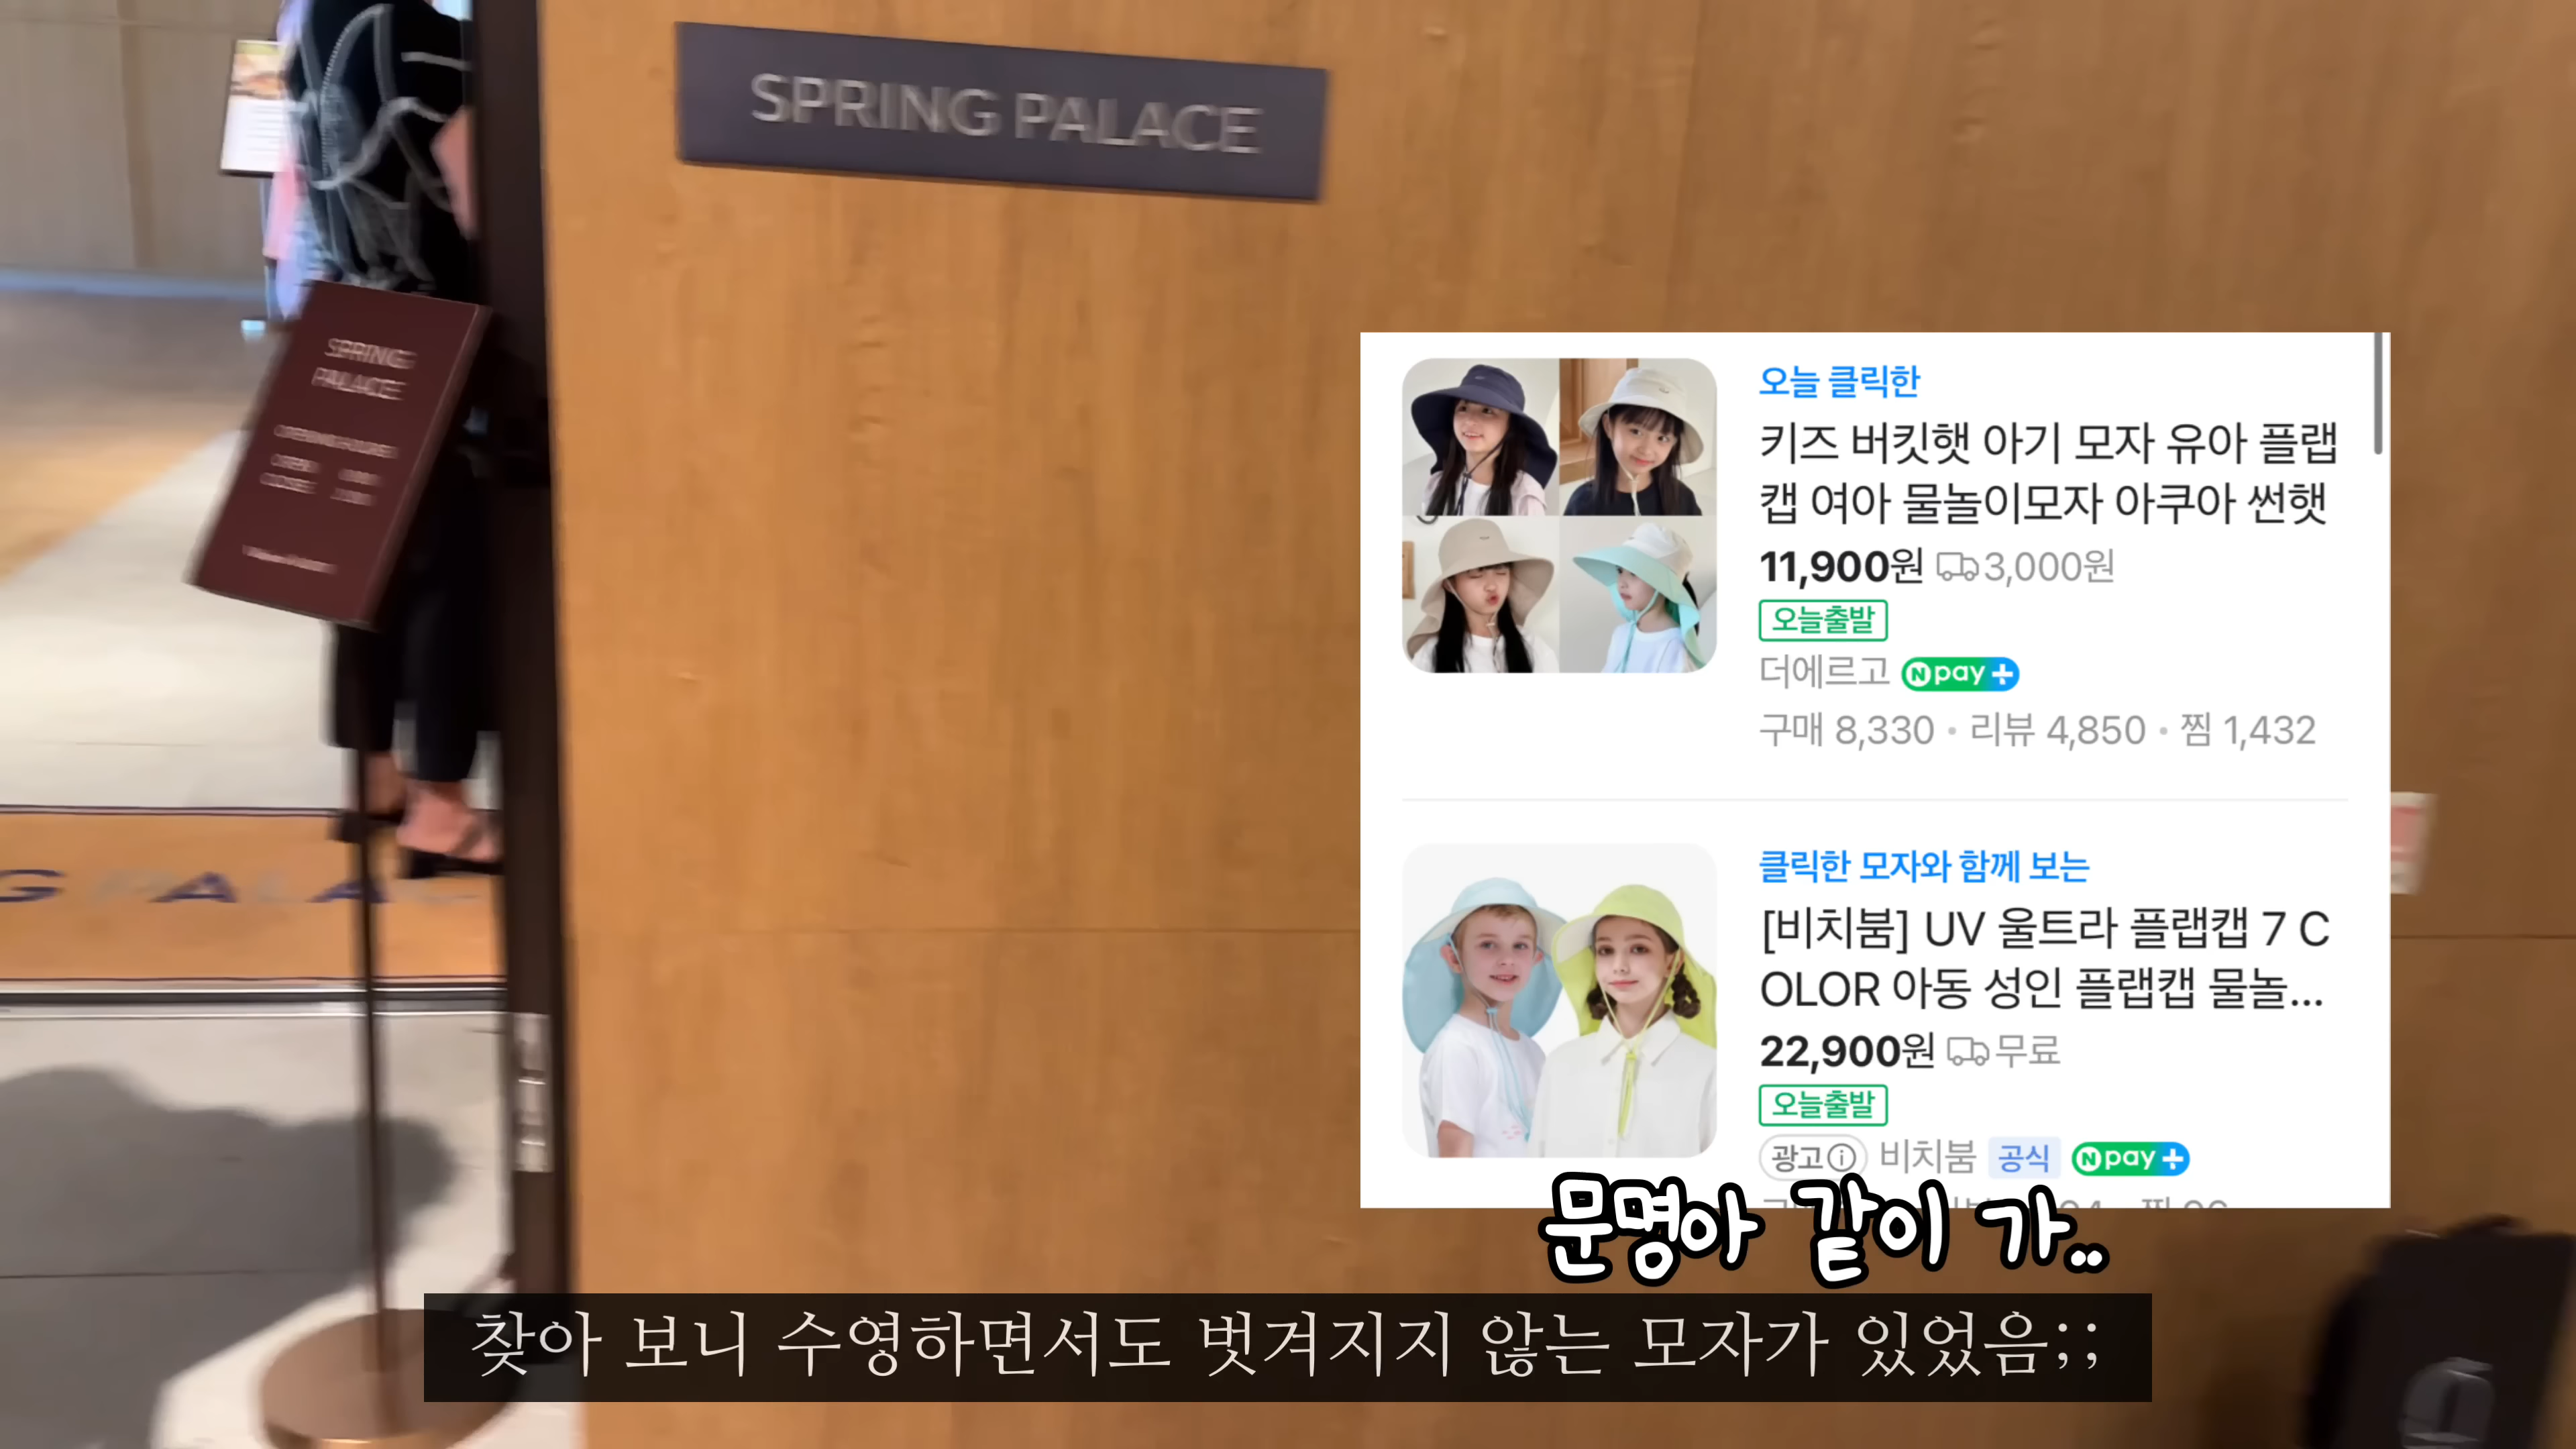 SPRING PALACE
SPRING
PALACE
오늘 클릭한
키즈 버킷햇 아기 모자 유아 플랩
캡 여아 물놀이모자 아쿠아 썬햇
11,900원 3,000원
오늘출발
더에르고 N pay +
구매 8,330 • 리뷰 4,850 • 찜 1,432
클릭한 모자와 함께 보는
[비치붐] UV 울트라 플랩캡 7 C
OLOR 아동 성인 플랩캡 물놀...
22,900원 무료
오늘출발
광고 비치붐 공식 N pay +
문명아 같이 가..
찾아 보니 수영하면서도 벗겨지지 않는 모자가 있었음;;